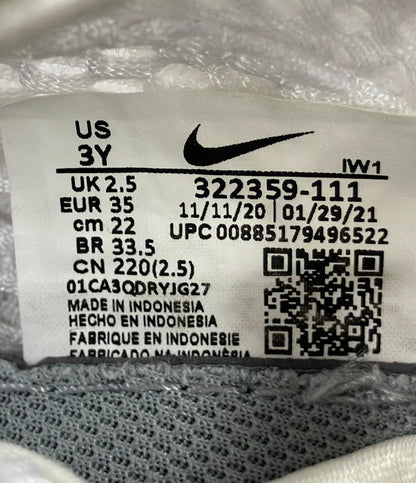 US
3Y
IW1
UK 2.5
322359-111
EUR 35
11/11/20 01/29/21
cm 22
UPC 00885179496522
BR 33.5
CN 220(2.5)
01CA3QDRYJG27
MADE IN INDONESIA
HECHO EN INDONESIA
FABRIQUE EN INDONESIE
FABRICADO NA INDONESIA